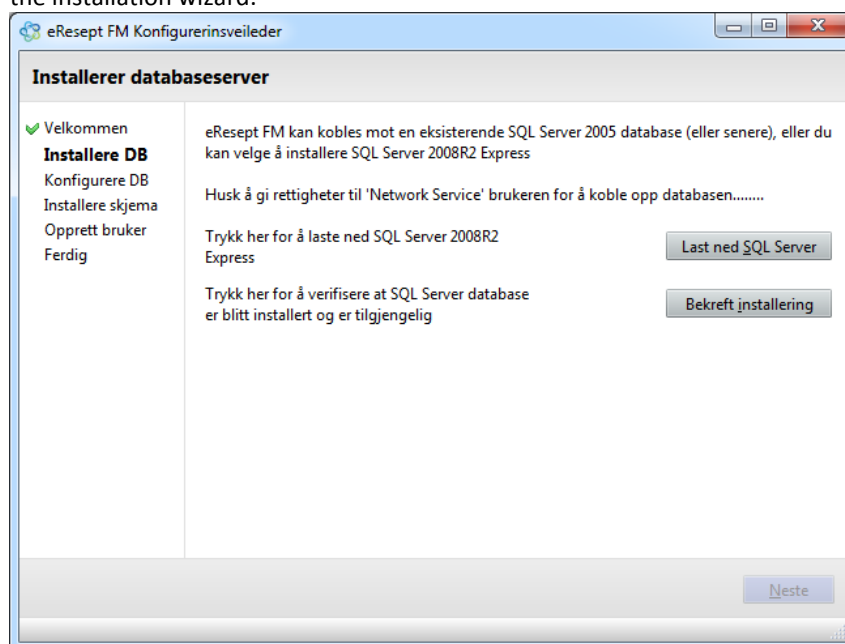 the installation wizard.
eResept FM Konfigurerinsveileder
Installerer databaseserver
Velkommen
Installere DB
Konfigurere DB
Installere skjema
Opprett bruker
Ferdig
eResept FM kan kobles mot en eksisterende SQL Server 2005 database (eller senere), eller du
kan velge å installere SQL Server 2008R2 Express
Husk å gi rettigheter til 'Network Service' brukeren for å koble opp databasen........
Trykk her for å laste ned SQL Server 2008R2
Express
Last ned SQL Server
Trykk her for å verifisere at SQL Server database
er blitt installert og er tilgjengelig
Bekreft installering
Neste